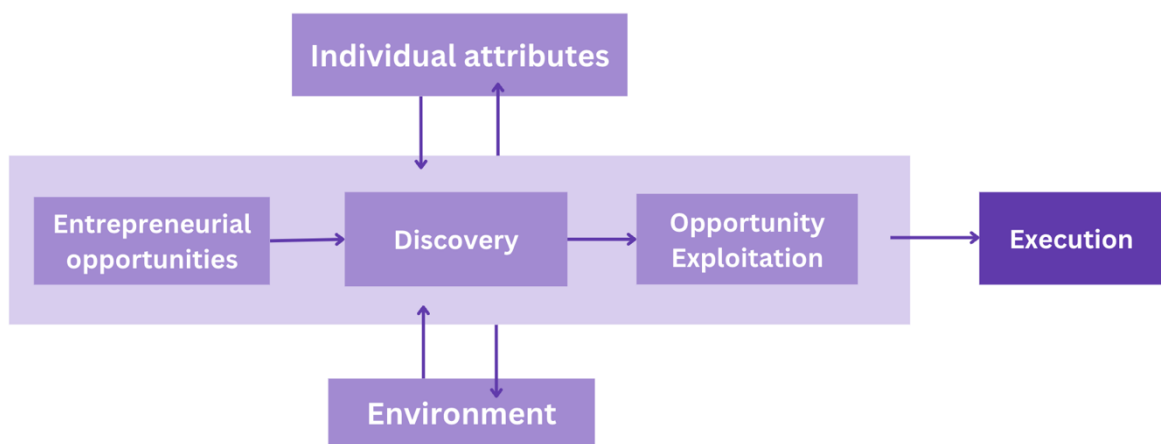 Individual attributes
Entrepreneurial
opportunities
Discovery
Opportunity
Exploitation
Execution
Environment